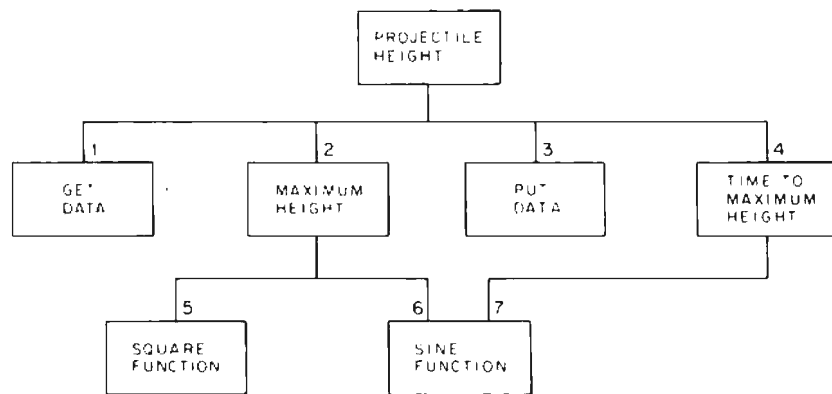 PROJECTILE
HEIGHT
1
2
3
4
GET
DATA
MAXIMUM
HEIGHT
PUT
DATA
TIME TO
MAXIMUM
HEIGHT
5
6
7
SQUARE
FUNCTION
SINE
FUNCTION